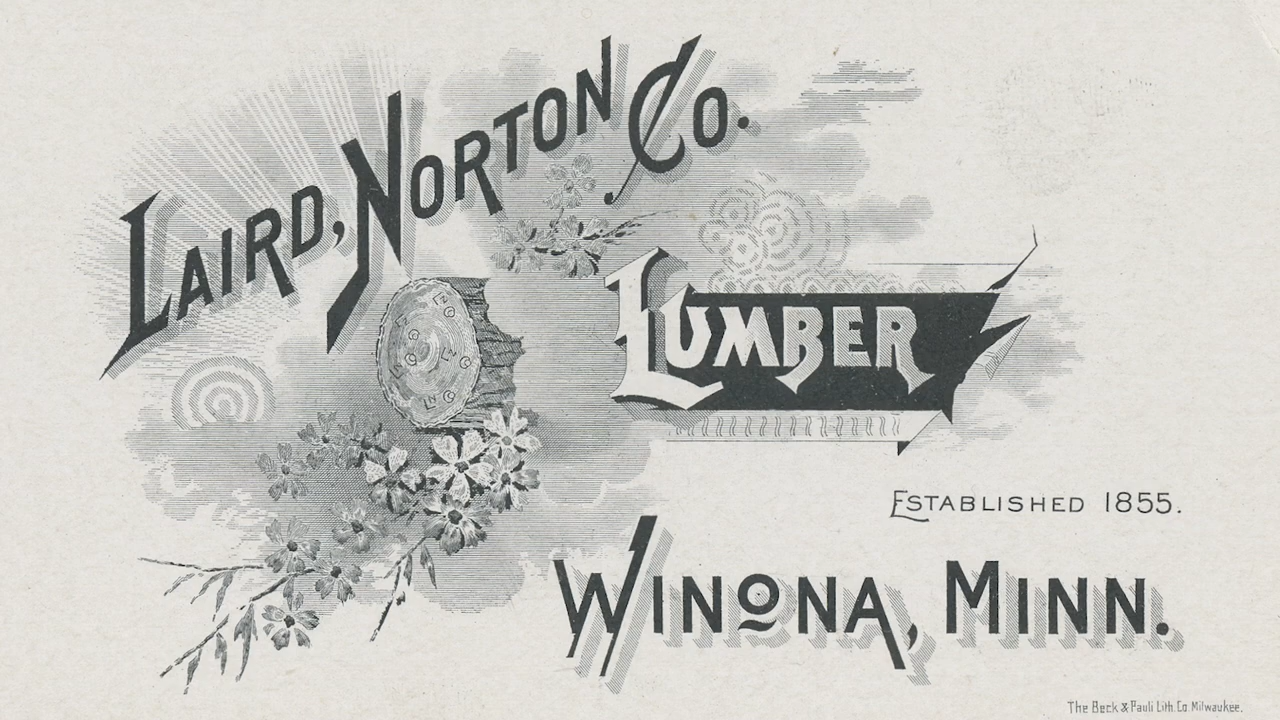 Laird, Norton Co.
Lumber
Established 1855.
Winona, Minn.
The Beck & Pauli Lith. Co. Milwaukee.